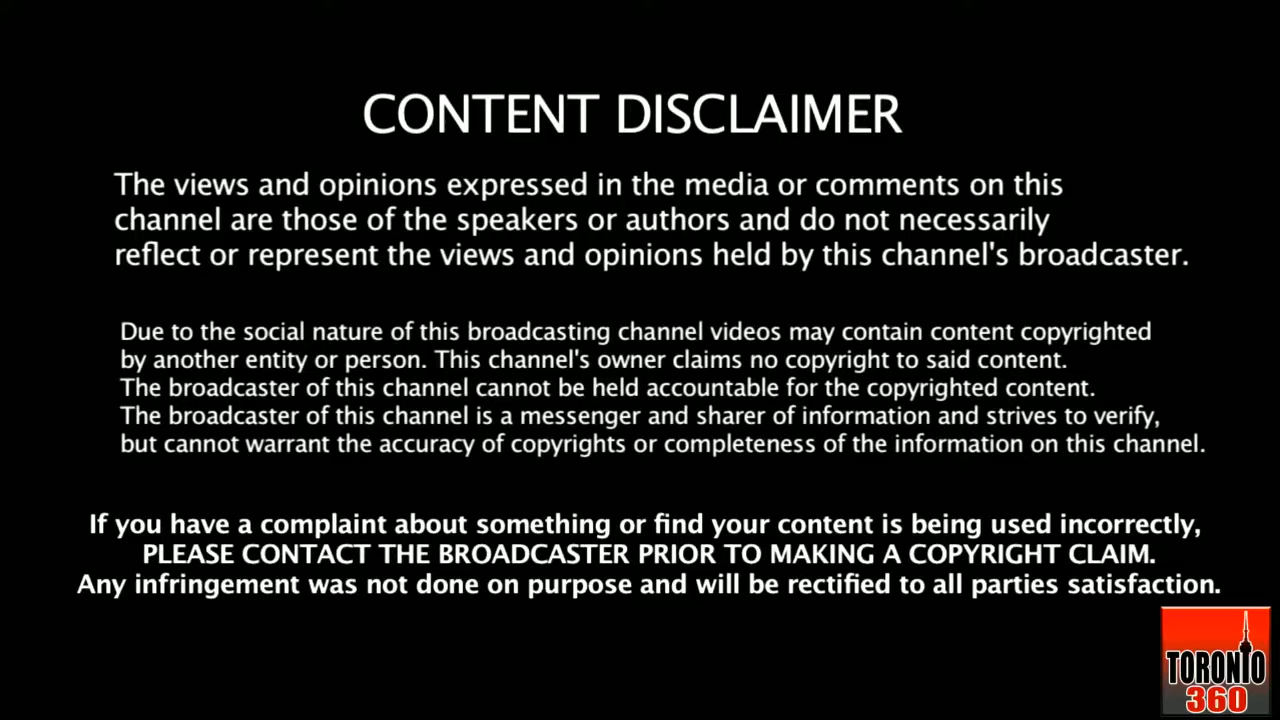 CONTENT DISCLAIMER
The views and opinions expressed in the media or comments on this
channel are those of the speakers or authors and do not necessarily
reflect or represent the views and opinions held by this channel's broadcaster.
Due to the social nature of this broadcasting channel videos may contain content copyrighted
by another entity or person. This channel's owner claims no copyright to said content.
The broadcaster of this channel cannot be held accountable for the copyrighted content.
The broadcaster of this channel is a messenger and sharer of information and strives to verify,
but cannot warrant the accuracy of copyrights or completeness of the information on this channel.
If you have a complaint about something or find your content is being used incorrectly,
PLEASE CONTACT THE BROADCASTER PRIOR TO MAKING A COPYRIGHT CLAIM.
Any infringement was not done on purpose and will be rectified to all parties satisfaction.
TORONTO
360